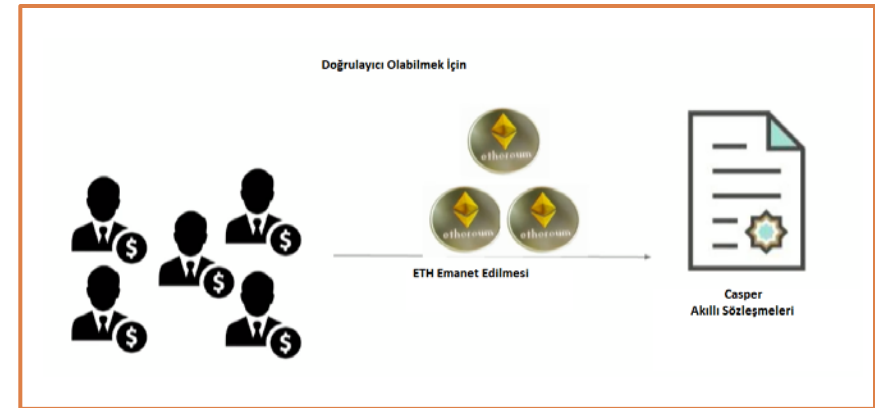 Doğrulayıcı Olabilmek İçin
ethereum
ethereum
ethereum
ETH Emanet Edilmesi
Casper
Akıllı Sözleşmeleri
$
$
$
$
$